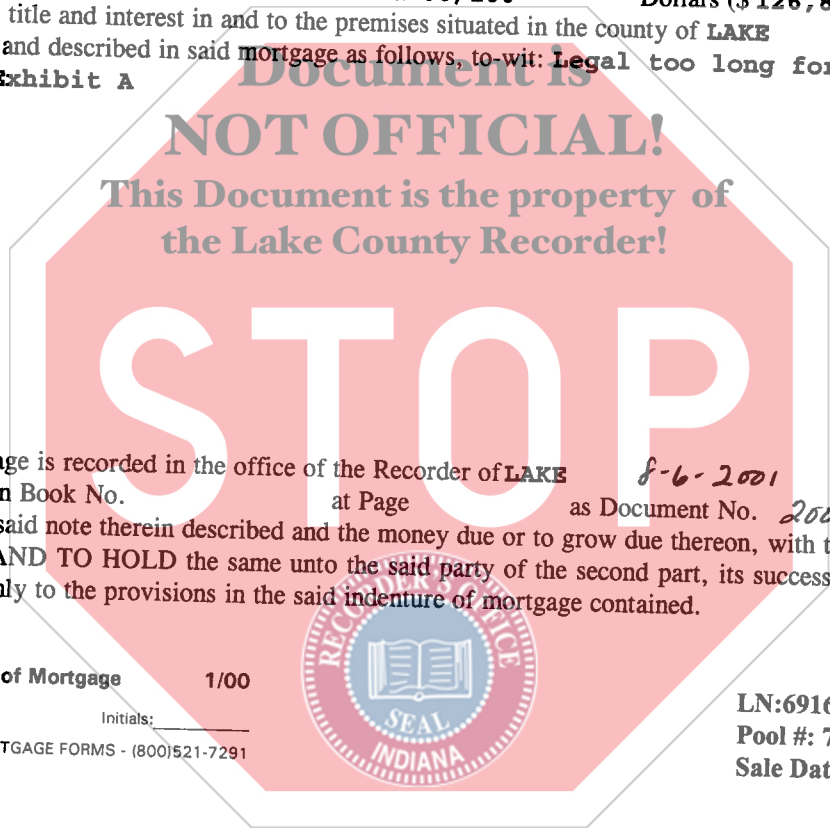 Dollars ($
title and interest in and to the premises situated in the county of LAKE
and described in said mortgage as follows, to-wit: Legal too long for
Exhibit A
Document is
NOT OFFICIAL!
This Document is the property of
the Lake County Recorder!
STOP
ge is recorded in the office of the Recorder of LAKE 8-6-2001
n Book No. at Page as Document No. 200
said note therein described and the money due or to grow due thereon, with t
AND TO HOLD the same unto the said party of the second part, its success
ly to the provisions in the said indenture of mortgage contained.
RECORDER'S OFFICE
SEAL
INDIANA
of Mortgage 1/00
Initials:
TGAGE FORMS - (800)521-7291
LN:6916
Pool #: 7
Sale Dat